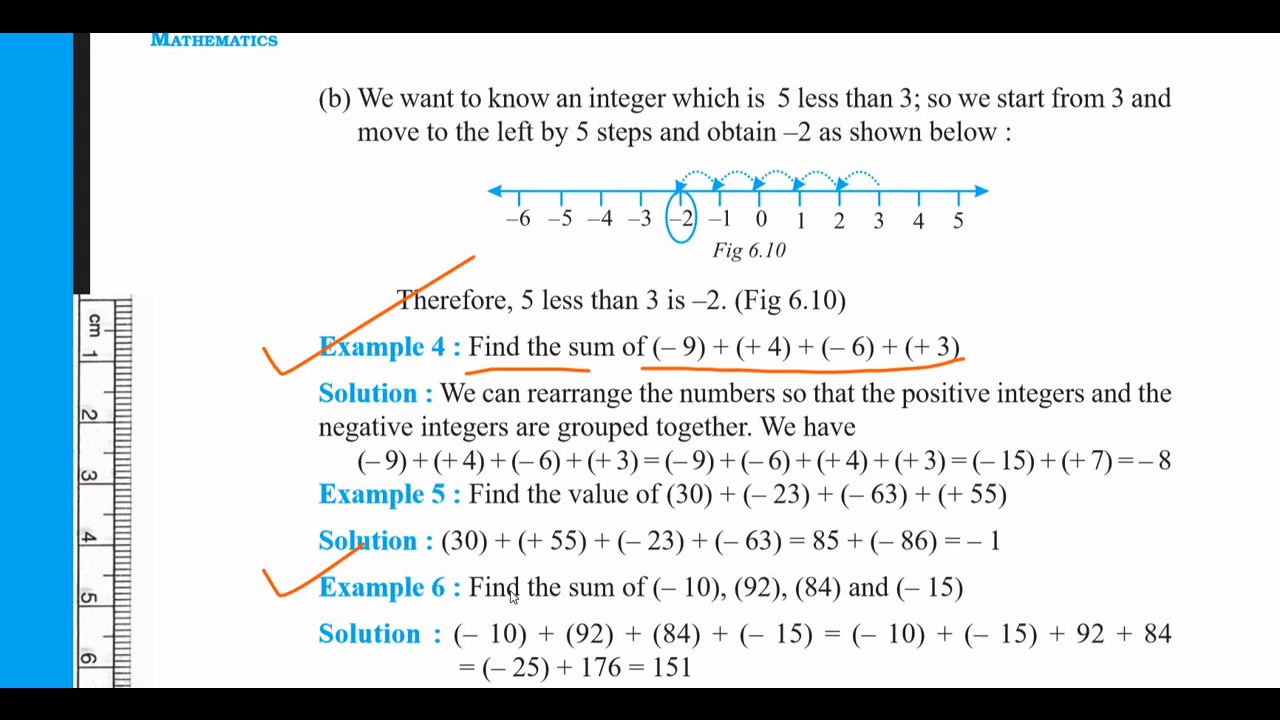 MATHEMATICS
(b) We want to know an integer which is 5 less than 3; so we start from 3 and
move to the left by 5 steps and obtain –2 as shown below :
–6 –5 –4 –3 –2 –1 0 1 2 3 4 5
Fig 6.10
Therefore, 5 less than 3 is –2. (Fig 6.10)
Example 4 : Find the sum of (– 9) + (+ 4) + (– 6) + (+ 3)
Solution : We can rearrange the numbers so that the positive integers and the
negative integers are grouped together. We have
(– 9) + (+ 4) + (– 6) + (+ 3) = (– 9) + (– 6) + (+ 4) + (+ 3) = (– 15) + (+ 7) = – 8
Example 5 : Find the value of (30) + (– 23) + (– 63) + (+ 55)
Solution : (30) + (+ 55) + (– 23) + (– 63) = 85 + (– 86) = – 1
Example 6 : Find the sum of (– 10), (92), (84) and (– 15)
Solution : (– 10) + (92) + (84) + (– 15) = (– 10) + (– 15) + 92 + 84
= (– 25) + 176 = 151
cm 1 2 3 4 5 6